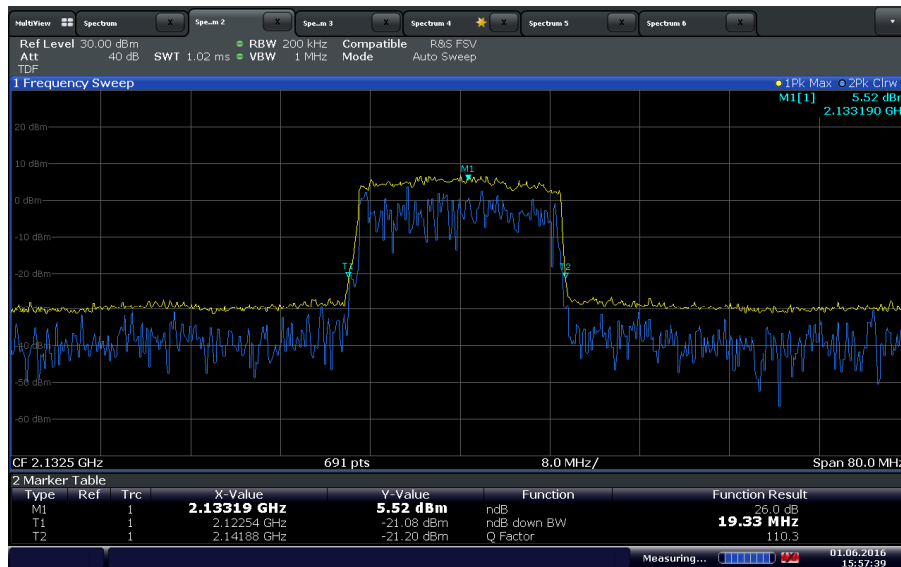 MultiView Spectrum X Spe...m 2 X Spe...m 3 X Spectrum 4 X Spectrum 5 X Spectrum 6 X
Ref Level 30.00 dBm RBW 200 kHz Compatible R&S FSV
Att 40 dB SWT 1.02 ms VBW 1 MHz Mode Auto Sweep
TDF
1 Frequency Sweep 1Pk Max 2Pk Clrw
M1[1] 5.52 dBm
2.133190 GH
20 dBm
10 dBm
M1
0 dBm
-10 dBm
-20 dBm
T1 T2
-40 dBm
-50 dBm
-60 dBm
CF 2.1325 GHz 691 pts 8.0 MHz/ Span 80.0 MHz
2 Marker Table
Type Ref Trc X-Value Y-Value Function Function Result
M1 1 2.13319 GHz 5.52 dBm ndB 26.0 dB
T1 1 2.12254 GHz -21.08 dBm ndB down BW 19.33 MHz
T2 1 2.14188 GHz -21.20 dBm Q Factor 110.3
Measuring... 01.06.2016
15:57:39